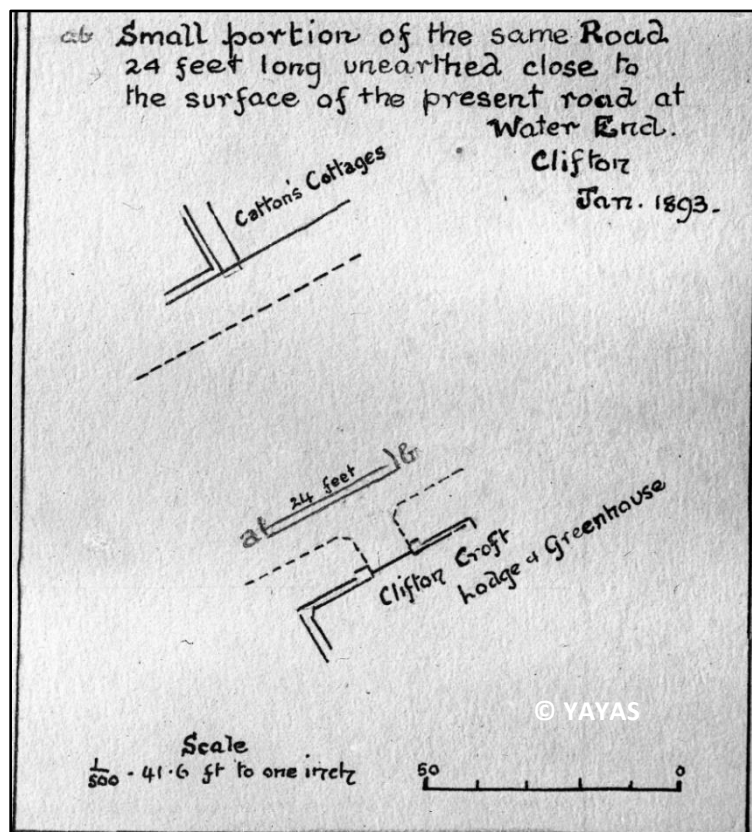 ab Small portion of the same Road
24 feet long unearthed close to
the surface of the present road at
Water End.
Clifton
Jan. 1893.
Catton's Cottages
a 24 feet b
Clifton Croft
Lodge & Greenhouse
© YAYAS
Scale
1/500 - 41.6 ft to one inch
50 0